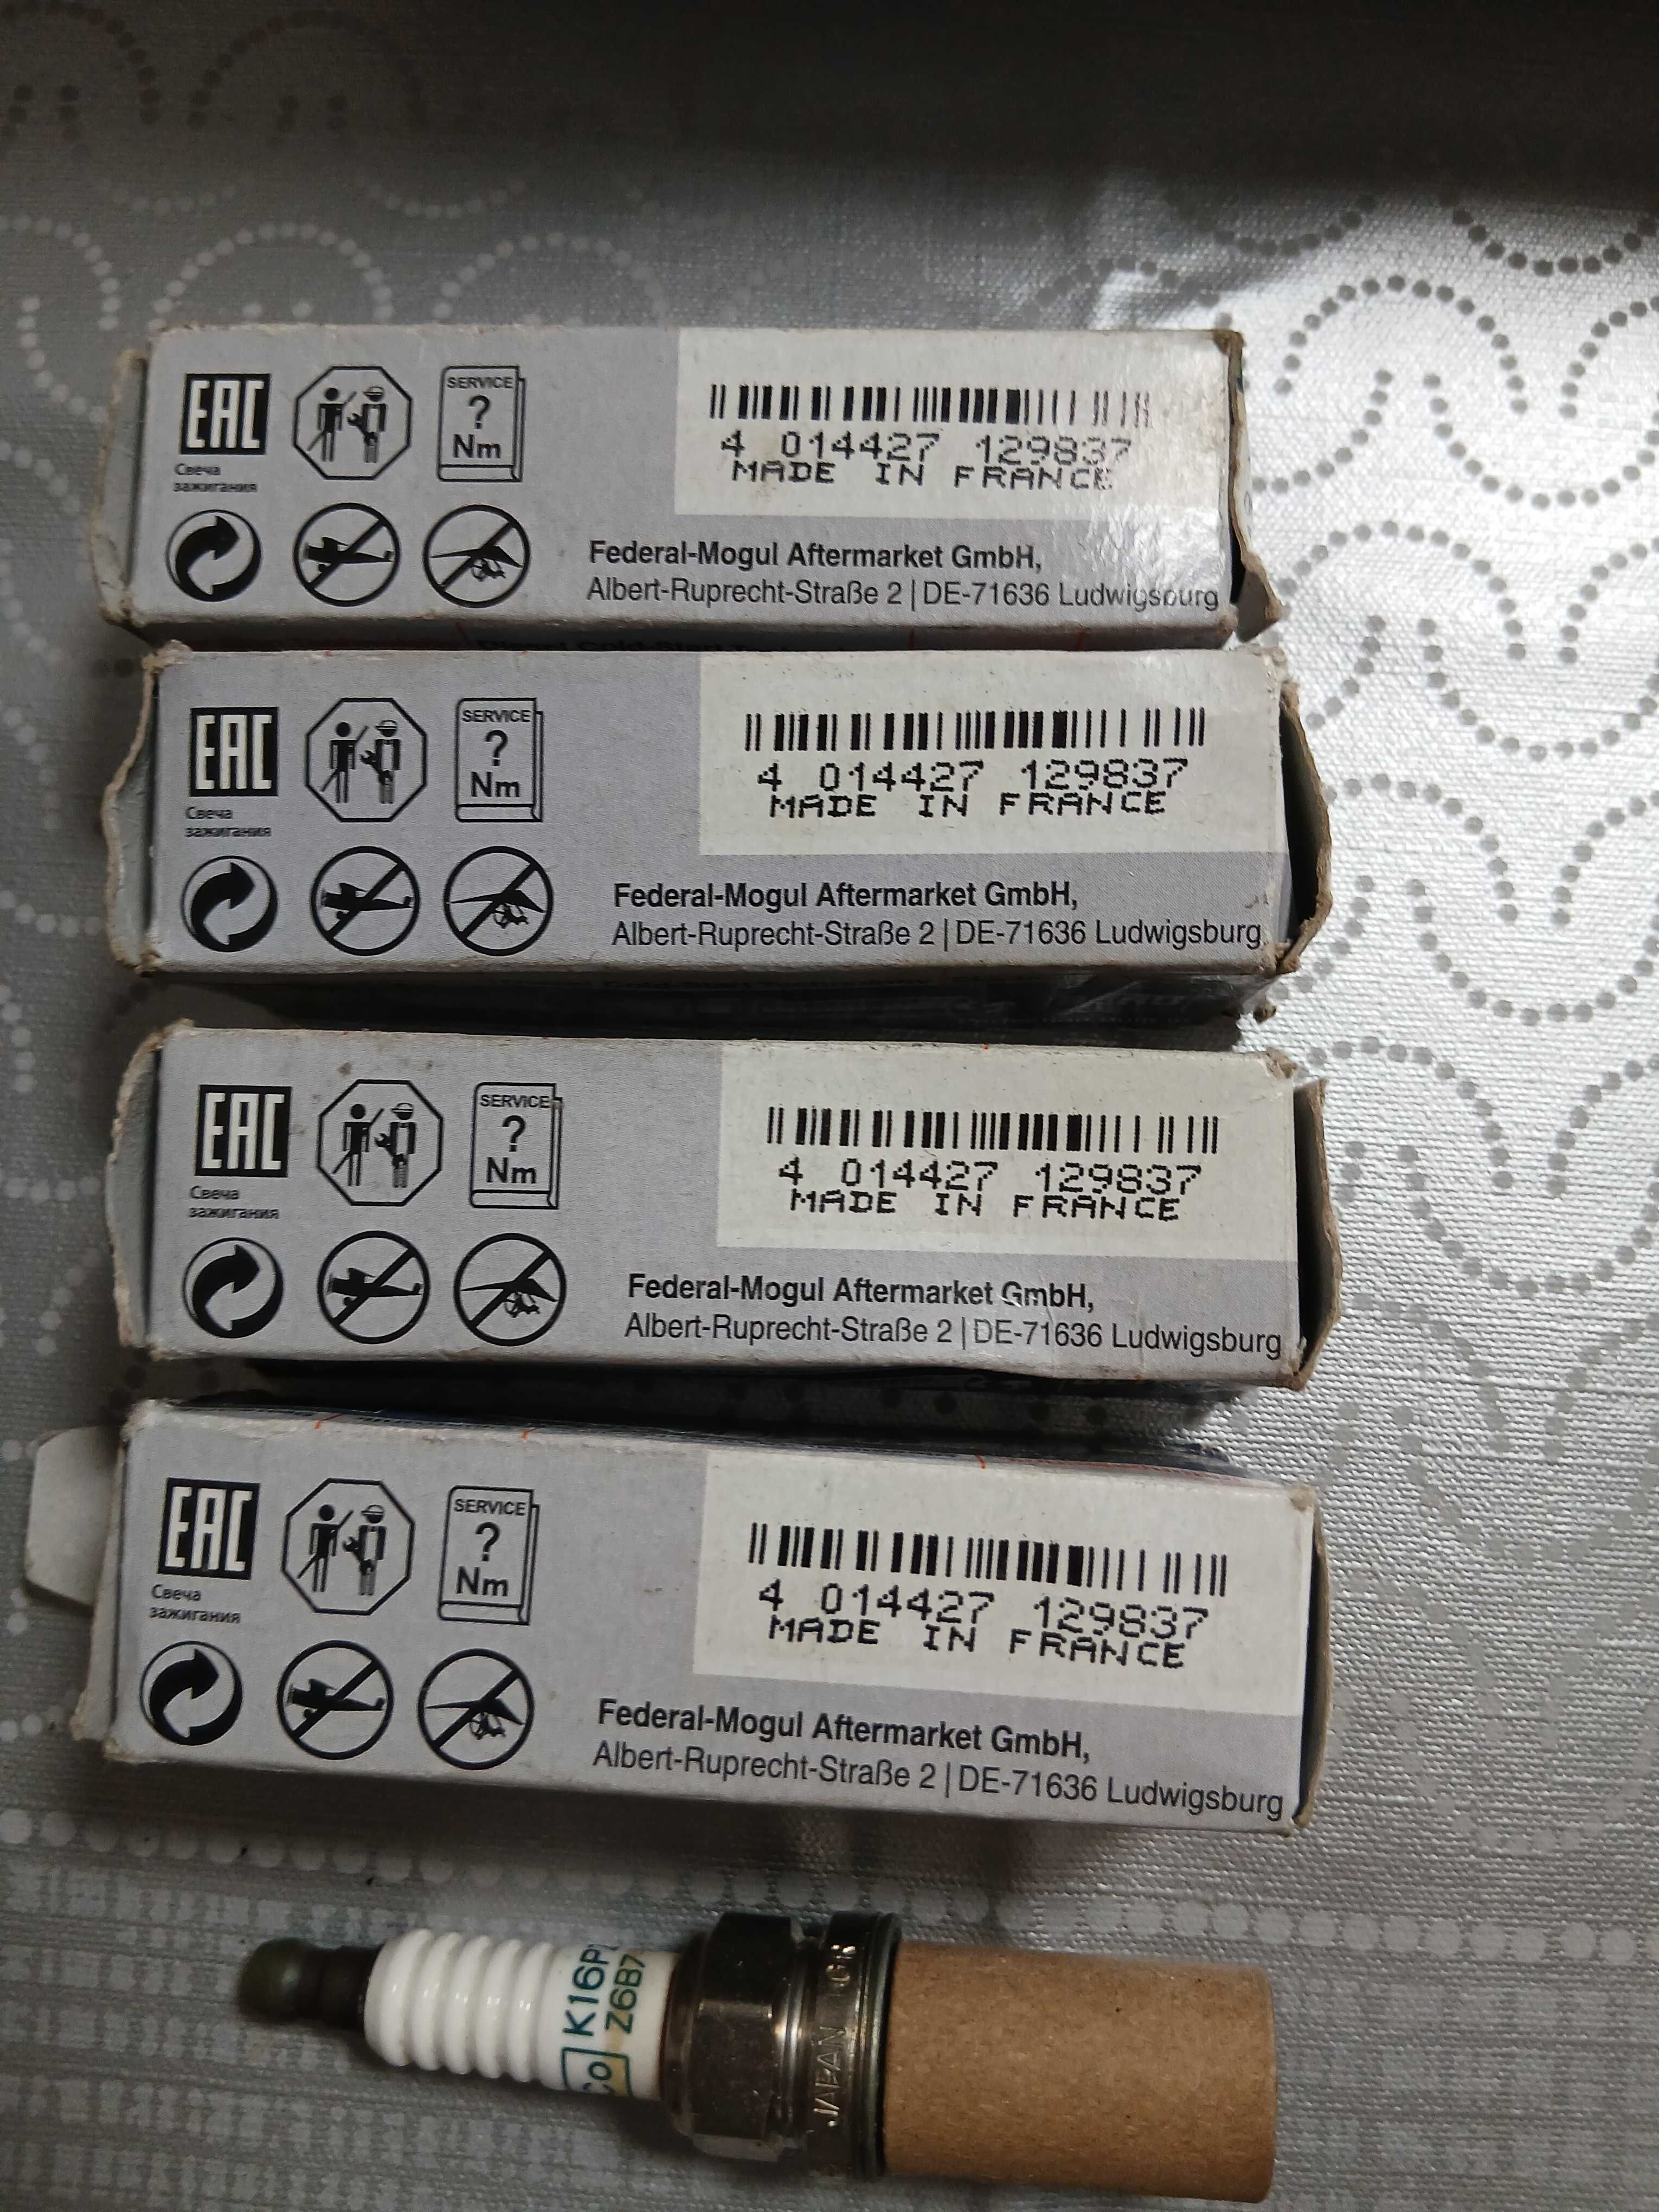 EAC
SERVICE
?
Nm
Свеча
зажигания
4 014427 129837
MADE IN FRANCE
Federal-Mogul Aftermarket GmbH,
Albert-Ruprecht-Straße 2 | DE-71636 Ludwigsburg
EAC
SERVICE
?
Nm
Свеча
зажигания
4 014427 129837
MADE IN FRANCE
Federal-Mogul Aftermarket GmbH,
Albert-Ruprecht-Straße 2 | DE-71636 Ludwigsburg
EAC
SERVICE
?
Nm
Свеча
зажигания
4 014427 129837
MADE IN FRANCE
Federal-Mogul Aftermarket GmbH,
Albert-Ruprecht-Straße 2 | DE-71636 Ludwigsburg
EAC
SERVICE
?
Nm
Свеча
зажигания
4 014427 129837
MADE IN FRANCE
Federal-Mogul Aftermarket GmbH,
Albert-Ruprecht-Straße 2 | DE-71636 Ludwigsburg
K16P
Z6B7
JAPAN